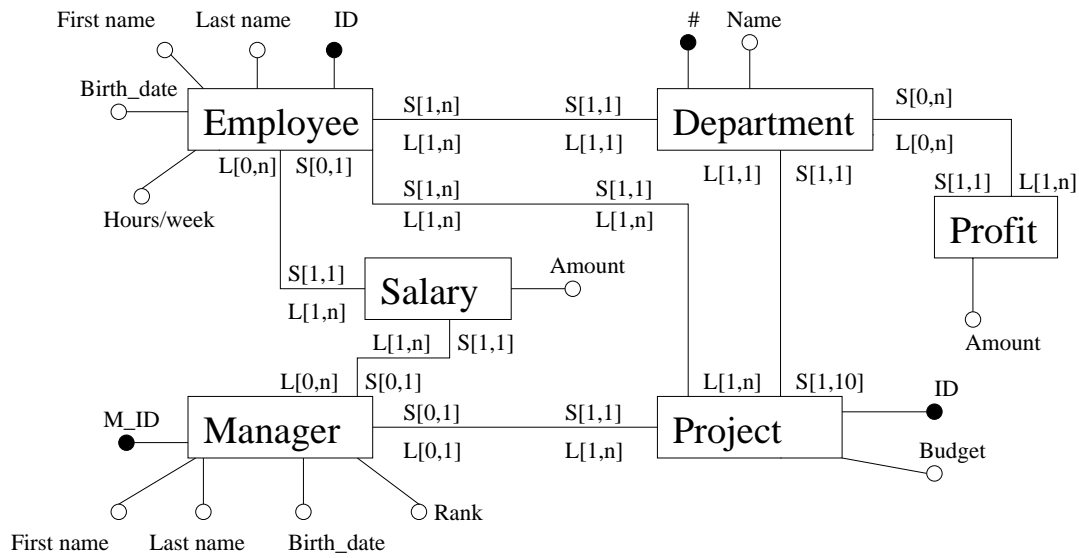 First name
Last name
ID
#
Name
Birth_date
Employee
S[1,n]
S[1,1]
Department
S[0,n]
L[1,n]
L[1,1]
L[0,n]
L[0,n]
S[0,1]
S[1,n]
S[1,1]
L[1,1]
S[1,1]
L[1,n]
L[1,n]
S[1,1]
L[1,n]
Hours/week
Profit
S[1,1]
Salary
Amount
L[1,n]
L[1,n]
S[1,1]
Amount
L[0,n]
S[0,1]
L[1,n]
S[1,10]
ID
M_ID
Manager
S[0,1]
S[1,1]
Project
L[0,1]
L[1,n]
Budget
Rank
First name
Last name
Birth_date